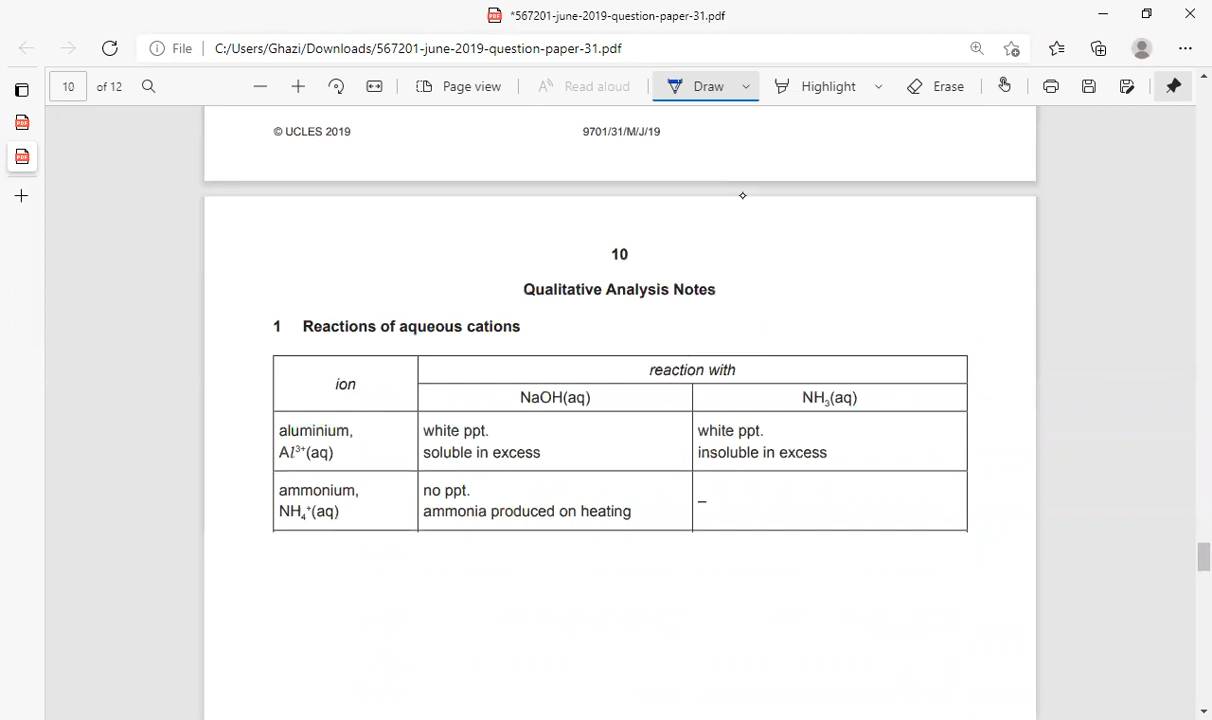 *567201-june-2019-question-paper-31.pdf
File C:/Users/Ghazi/Downloads/567201-june-2019-question-paper-31.pdf
10 of 12 Page view Read aloud Draw Highlight Erase
© UCLES 2019 9701/31/M/J/19
10
Qualitative Analysis Notes
1 Reactions of aqueous cations
ion
reaction with
NaOH(aq) NH₃(aq)
aluminium,
Al³⁺(aq)
white ppt.
soluble in excess
white ppt.
insoluble in excess
ammonium,
NH₄⁺(aq)
no ppt.
ammonia produced on heating
–